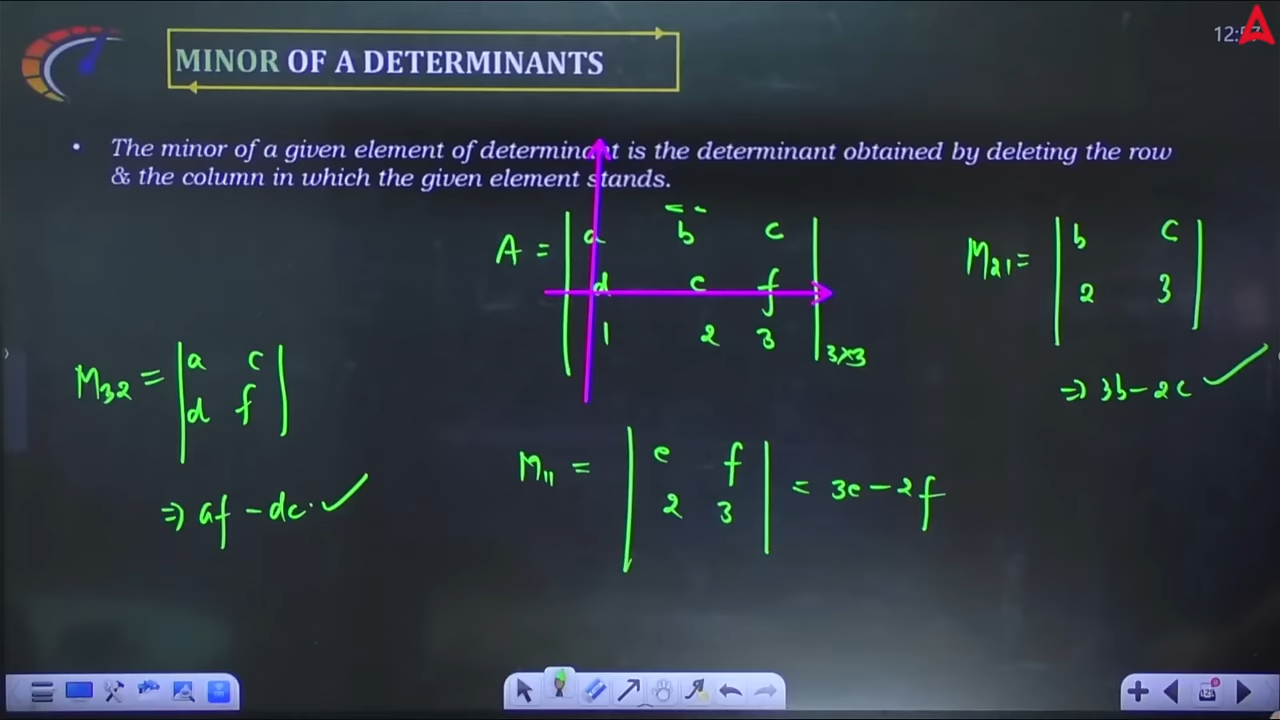 12:57
MINOR OF A DETERMINANTS
• The minor of a given element of determinant is the determinant obtained by deleting the row
& the column in which the given element stands.
A = | a b c |
| d e f |
| 1 2 3 | 3×3
M21 = | b c |
| 2 3 |
⇒ 3b - 2c ✓
M32 = | a c |
| d f |
⇒ af - dc. ✓
M11 = | e f |
| 2 3 | = 3e - 2f